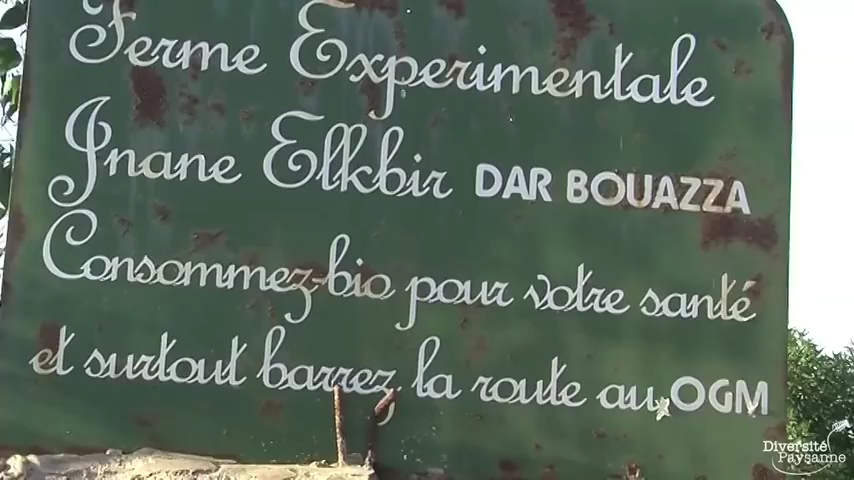 Ferme Experimentale
Jnane Elkbir DAR BOUAZZA
Consommez bio pour votre santé
et surtout barrez la route au OGM
Diversité
Paysanne